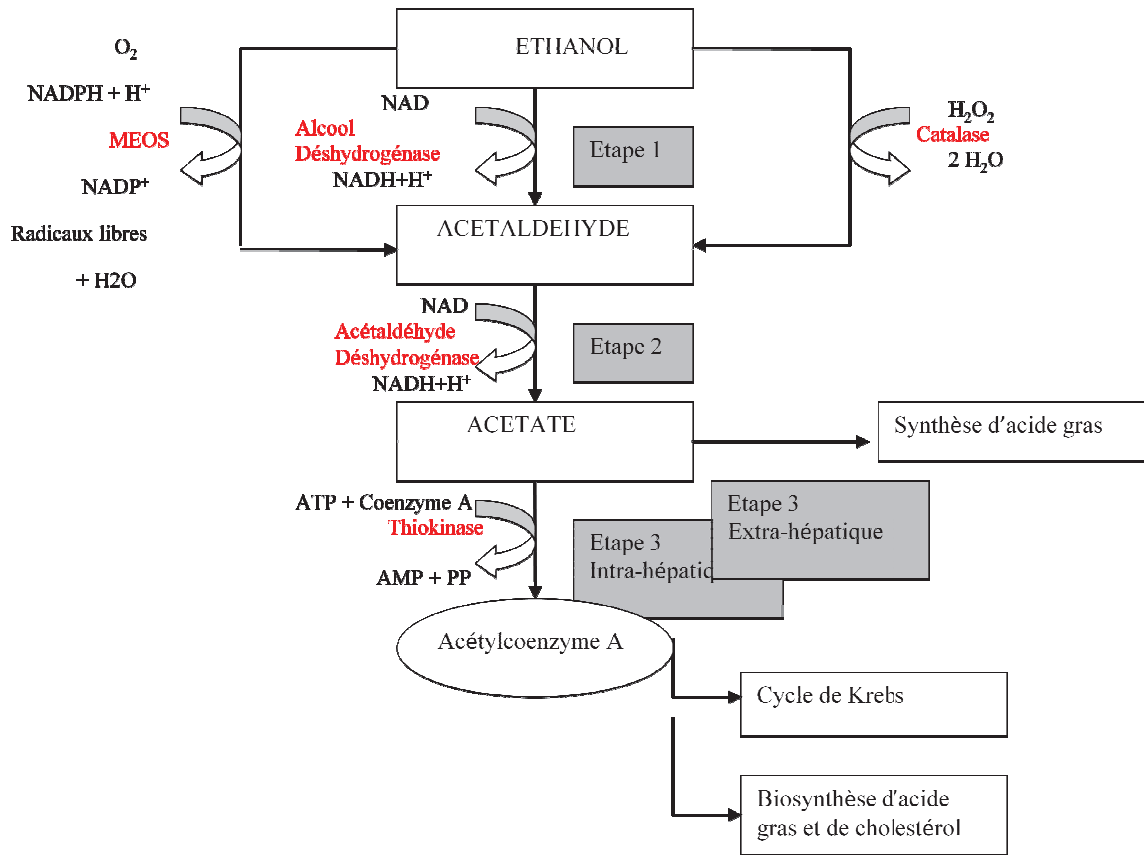 ETHANOL
O₂
NADPH + H⁺
MEOS
NADP⁺
Radicaux libres
+ H2O
NAD
Alcool
Déshydrogénase
NADH+H⁺
Etape 1
H₂O₂
Catalase
2 H₂O
ACETALDEHYDE
NAD
Acétaldéhyde
Déshydrogénase
NADH+H⁺
Etape 2
ACETATE
Synthèse d'acide gras
ATP + Coenzyme A
Thiokinase
AMP + PP
Etape 3
Intra-hépatic
Etape 3
Extra-hépatique
Acétylcoenzyme A
Cycle de Krebs
Biosynthèse d'acide
gras et de cholestérol